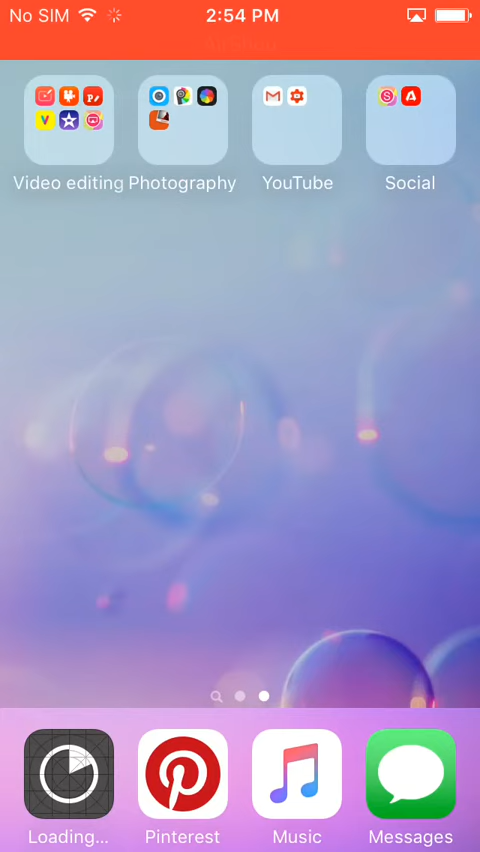 No SIM 2:54 PM
Video editing Photography YouTube Social
Loading... Pinterest Music Messages